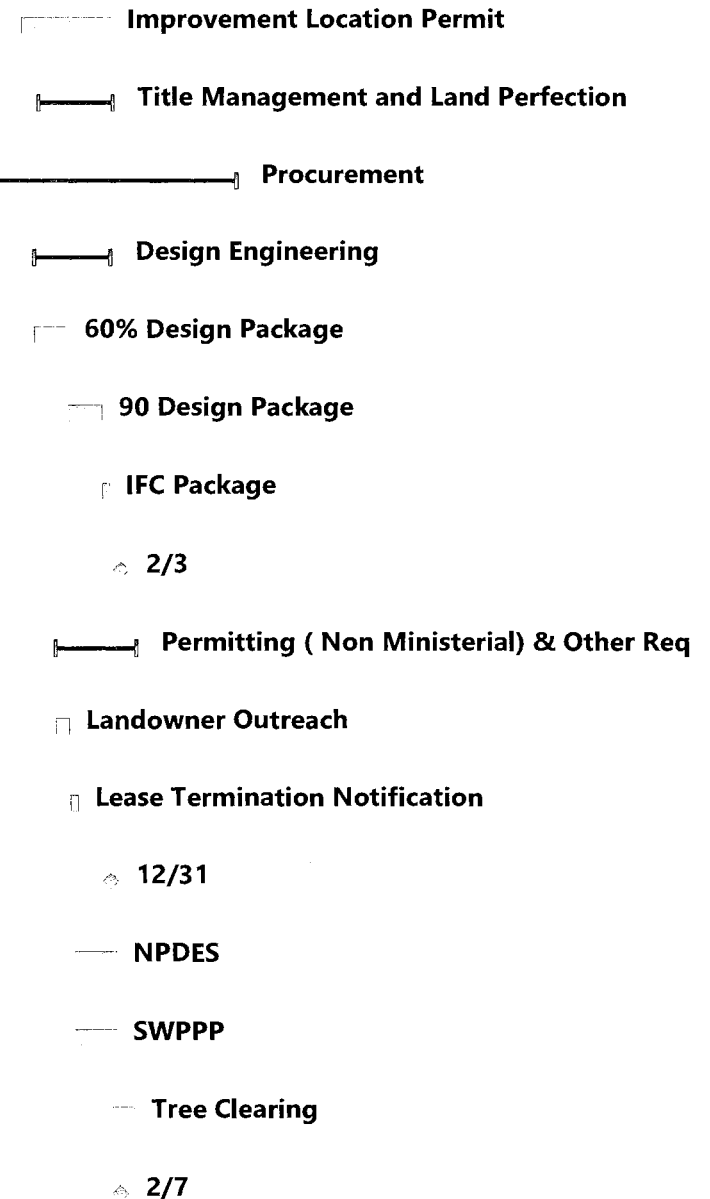 Improvement Location Permit
Title Management and Land Perfection
Procurement
Design Engineering
60% Design Package
90 Design Package
IFC Package
2/3
Permitting ( Non Ministerial) & Other Req
Landowner Outreach
Lease Termination Notification
12/31
NPDES
SWPPP
Tree Clearing
2/7